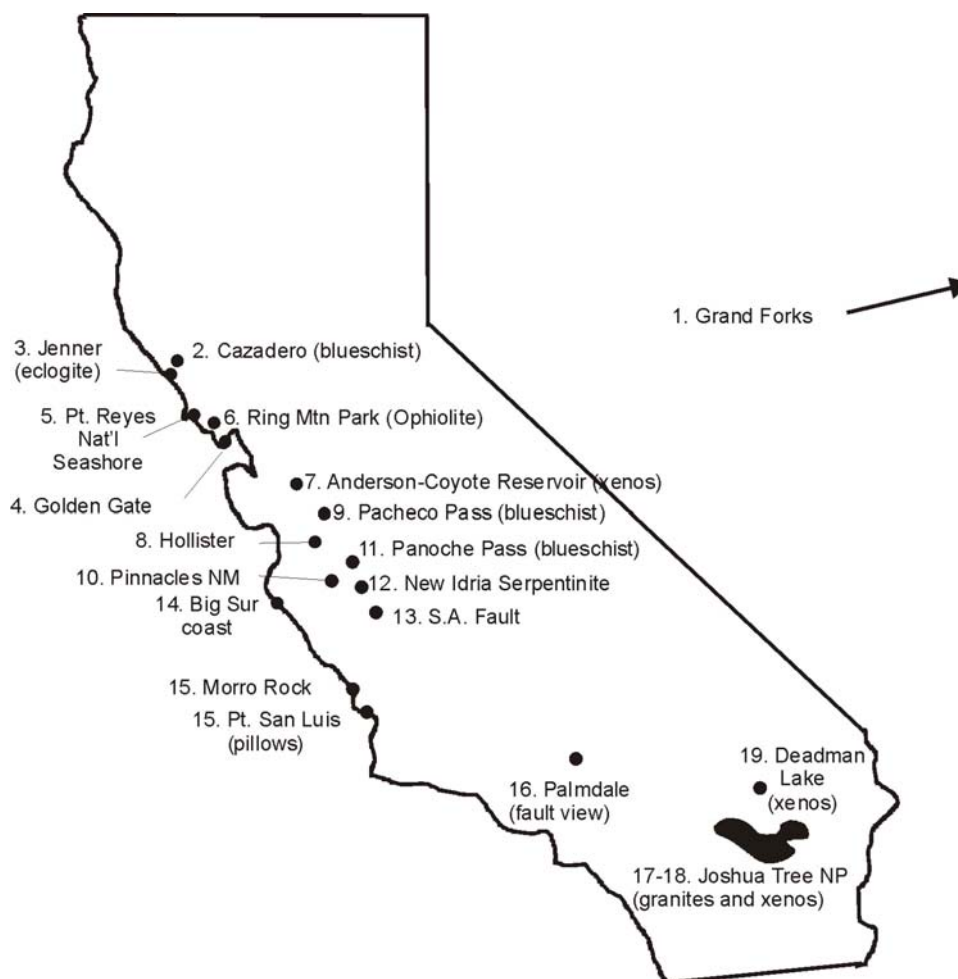 1. Grand Forks
2. Cazadero (blueschist)
3. Jenner
(eclogite)
5. Pt. Reyes
Nat'l
Seashore
6. Ring Mtn Park (Ophiolite)
4. Golden Gate
7. Anderson-Coyote Reservoir (xenos)
9. Pacheco Pass (blueschist)
8. Hollister
11. Panoche Pass (blueschist)
10. Pinnacles NM
12. New Idria Serpentinite
14. Big Sur
coast
13. S.A. Fault
15. Morro Rock
15. Pt. San Luis
(pillows)
16. Palmdale
(fault view)
19. Deadman
Lake
(xenos)
17-18. Joshua Tree NP
(granites and xenos)